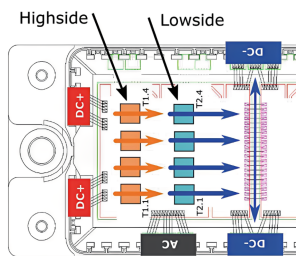 Highside
Lowside
DC-
DC+
T1.4
T2.4
DC+
T1.1
T2.1
AC
DC-